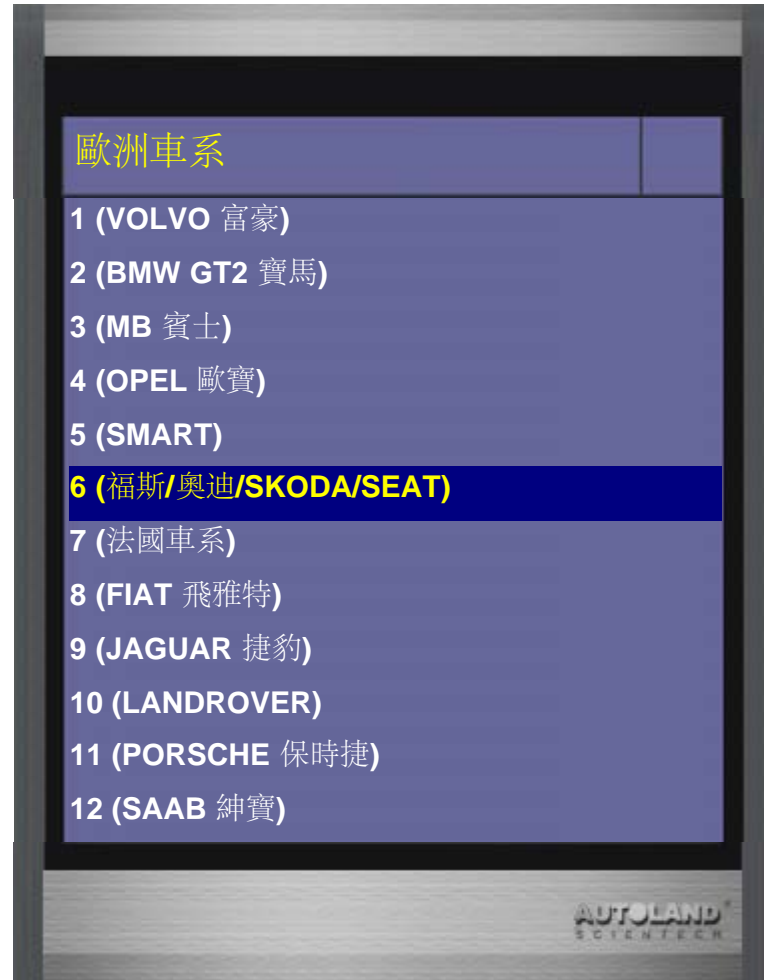 歐洲車系
1 (VOLVO 富豪)
2 (BMW GT2 寶馬)
3 (MB 賓士)
4 (OPEL 歐寶)
5 (SMART)
6 (福斯/奧迪/SKODA/SEAT)
7 (法國車系)
8 (FIAT 飛雅特)
9 (JAGUAR 捷豹)
10 (LANDROVER)
11 (PORSCHE 保時捷)
12 (SAAB 紳寶)
AUTOLAND
SCIENTECH